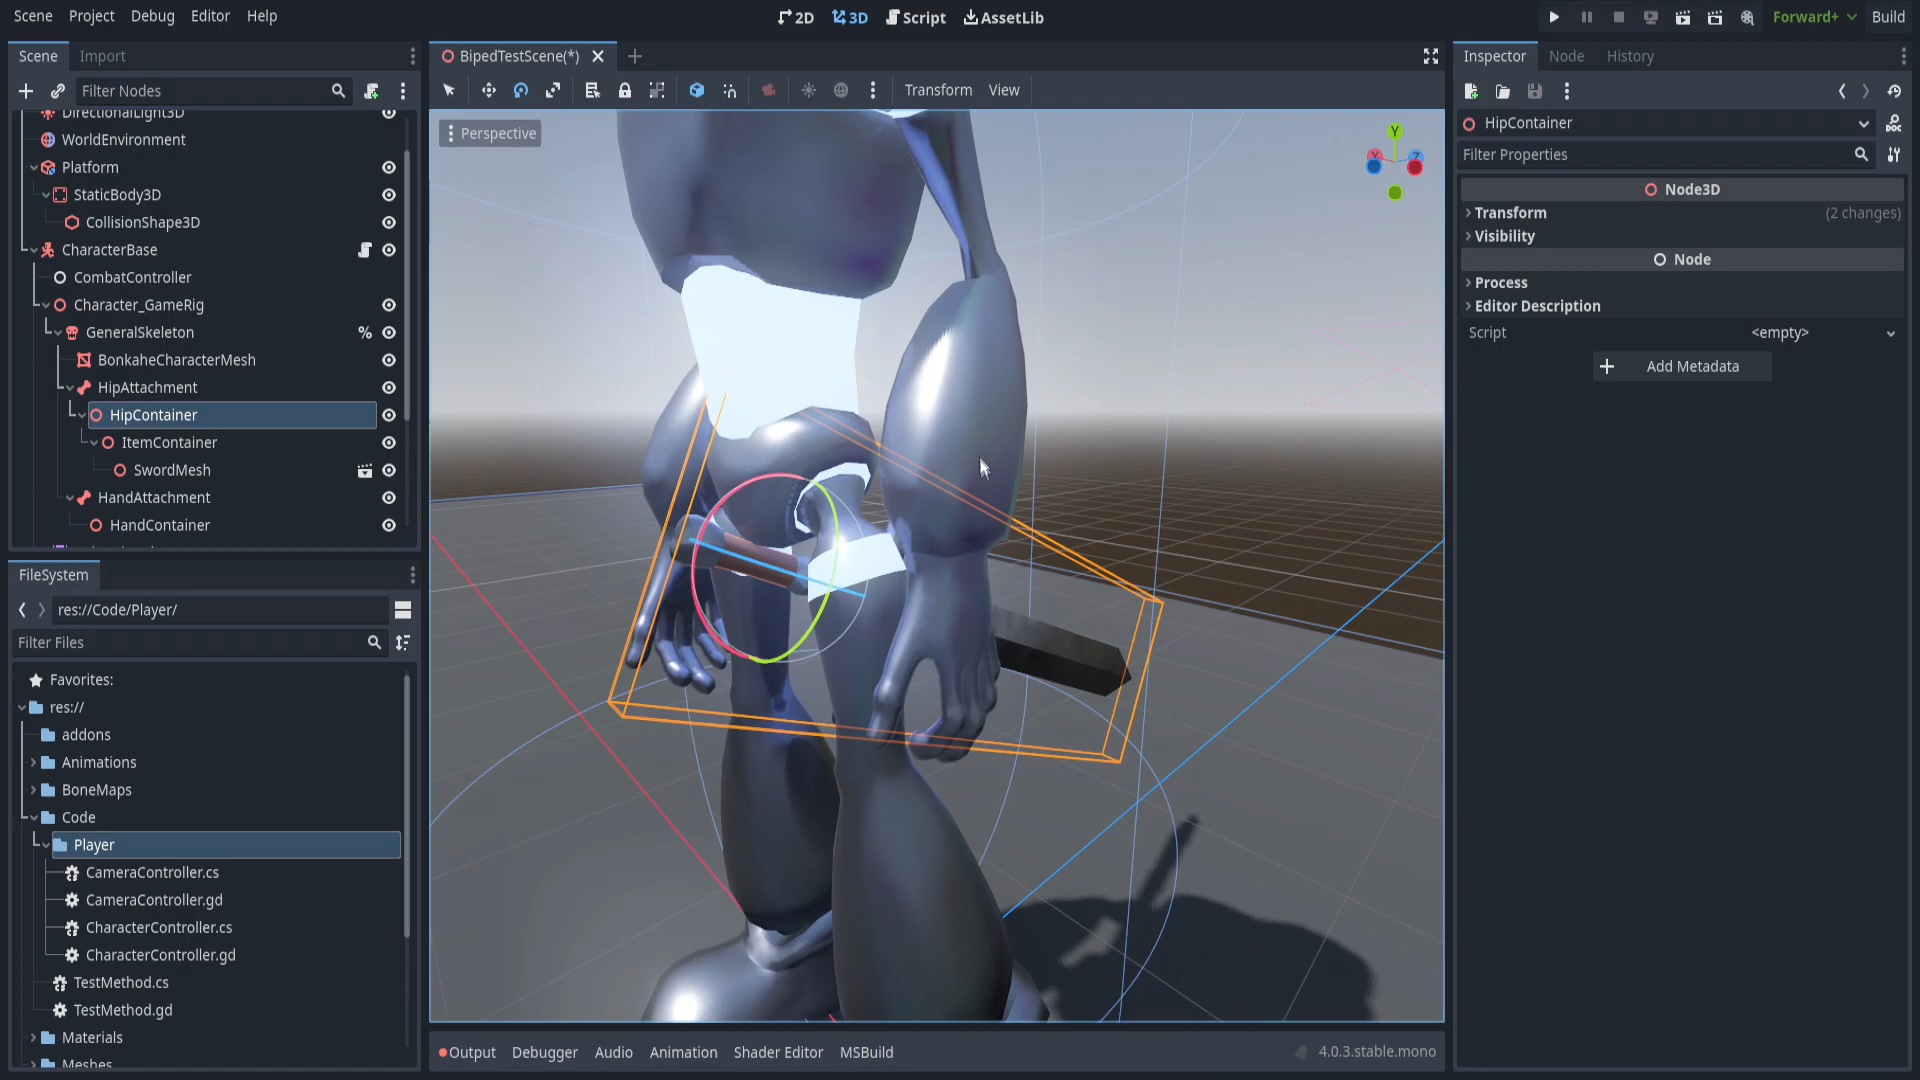 Scene Project Debug Editor Help
2D 3D Script AssetLib
Forward+ Build
Scene Import
Filter Nodes
DirectionalLight3D
WorldEnvironment
Platform
StaticBody3D
CollisionShape3D
CharacterBase
CombatController
Character_GameRig
GeneralSkeleton %
BonkaheCharacterMesh
HipAttachment
HipContainer
ItemContainer
SwordMesh
HandAttachment
HandContainer
FileSystem
res://Code/Player/
Filter Files
Favorites:
res://
addons
Animations
BoneMaps
Code
Player
CameraController.cs
CameraController.gd
CharacterController.cs
CharacterController.gd
TestMethod.cs
TestMethod.gd
Materials
Meshes
BipedTestScene(*)
Transform View
Perspective
Y
X Z
Output Debugger Audio Animation Shader Editor MSBuild
4.0.3.stable.mono
Inspector Node History
HipContainer
DOC
Filter Properties
Node3D
Transform (2 changes)
Visibility
Node
Process
Editor Description
Script <empty>
Add Metadata